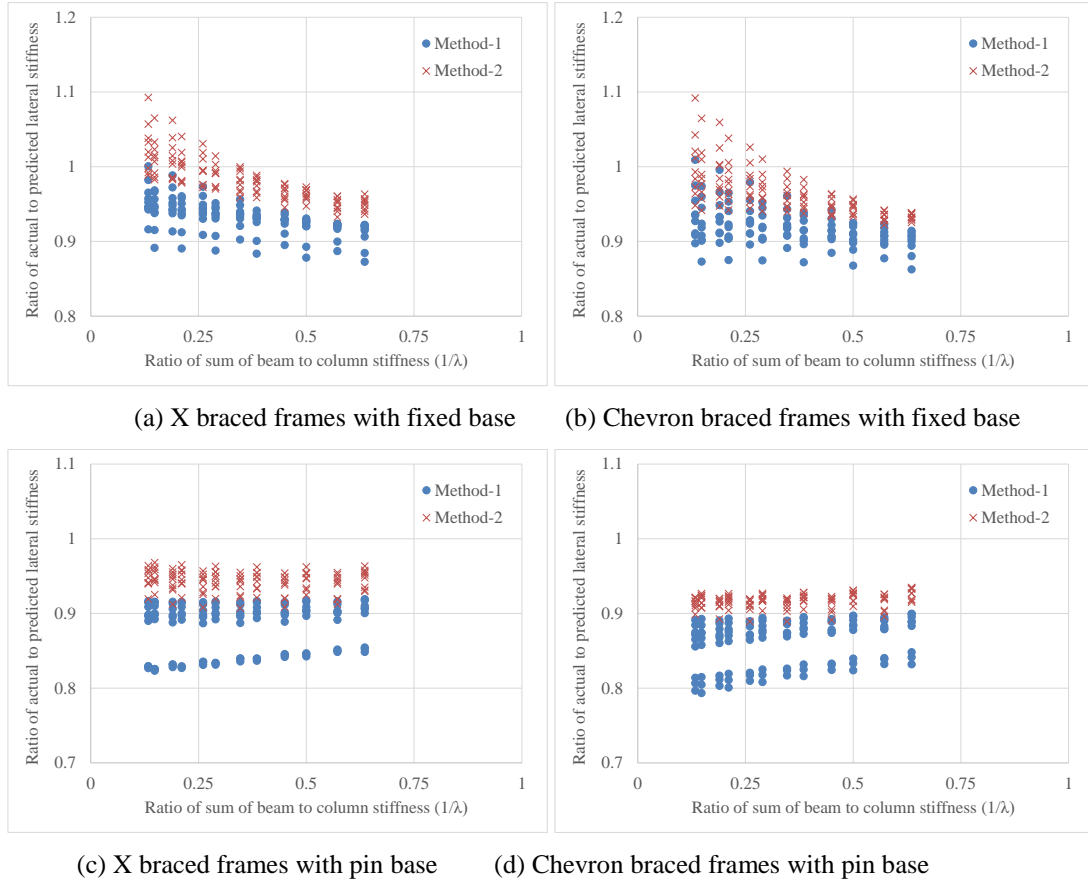 1.2
1.1
1
0.9
0.8
0
0.25
0.5
0.75
1
Ratio of actual to predicted lateral stiffness
Ratio of sum of beam to column stiffness (1/λ)
Method-1
Method-2
1.2
1.1
1
0.9
0.8
0
0.25
0.5
0.75
1
Ratio of actual to predicted lateral stiffness
Ratio of sum of beam to column stiffness (1/λ)
Method-1
Method-2
(a) X braced frames with fixed base
(b) Chevron braced frames with fixed base
1.1
1
0.9
0.8
0.7
0
0.25
0.5
0.75
1
Ratio of actual to predicted lateral stiffness
Ratio of sum of beam to column stiffness (1/λ)
Method-1
Method-2
1.1
1
0.9
0.8
0.7
0
0.25
0.5
0.75
1
Ratio of actual to predicted lateral stiffness
Ratio of sum of beam to column stiffness (1/λ)
Method-1
Method-2
(c) X braced frames with pin base
(d) Chevron braced frames with pin base